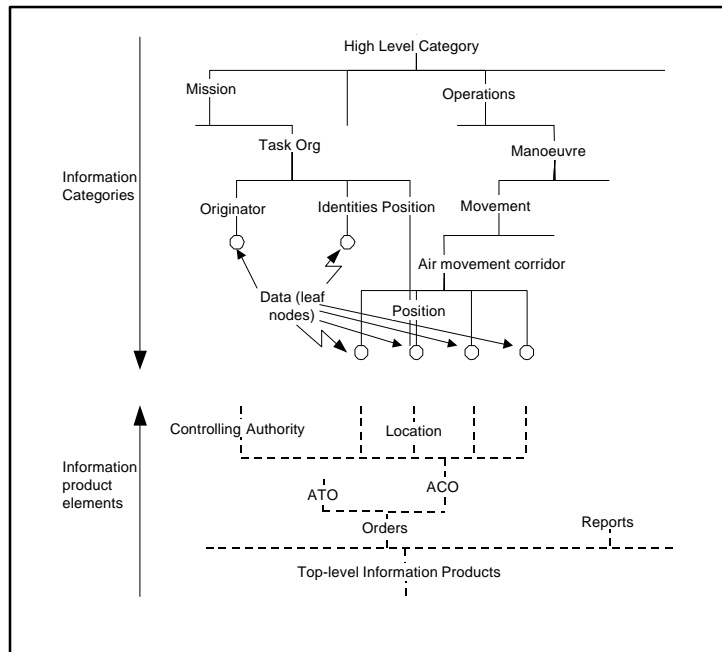 High Level Category
Mission
Operations
Task Org
Manoeuvre
Information
Categories
Originator
Identities Position
Movement
Air movement corridor
Data (leaf
nodes)
Position
Controlling Authority
Location
Information
product
elements
ATO
ACO
Orders
Reports
Top-level Information Products